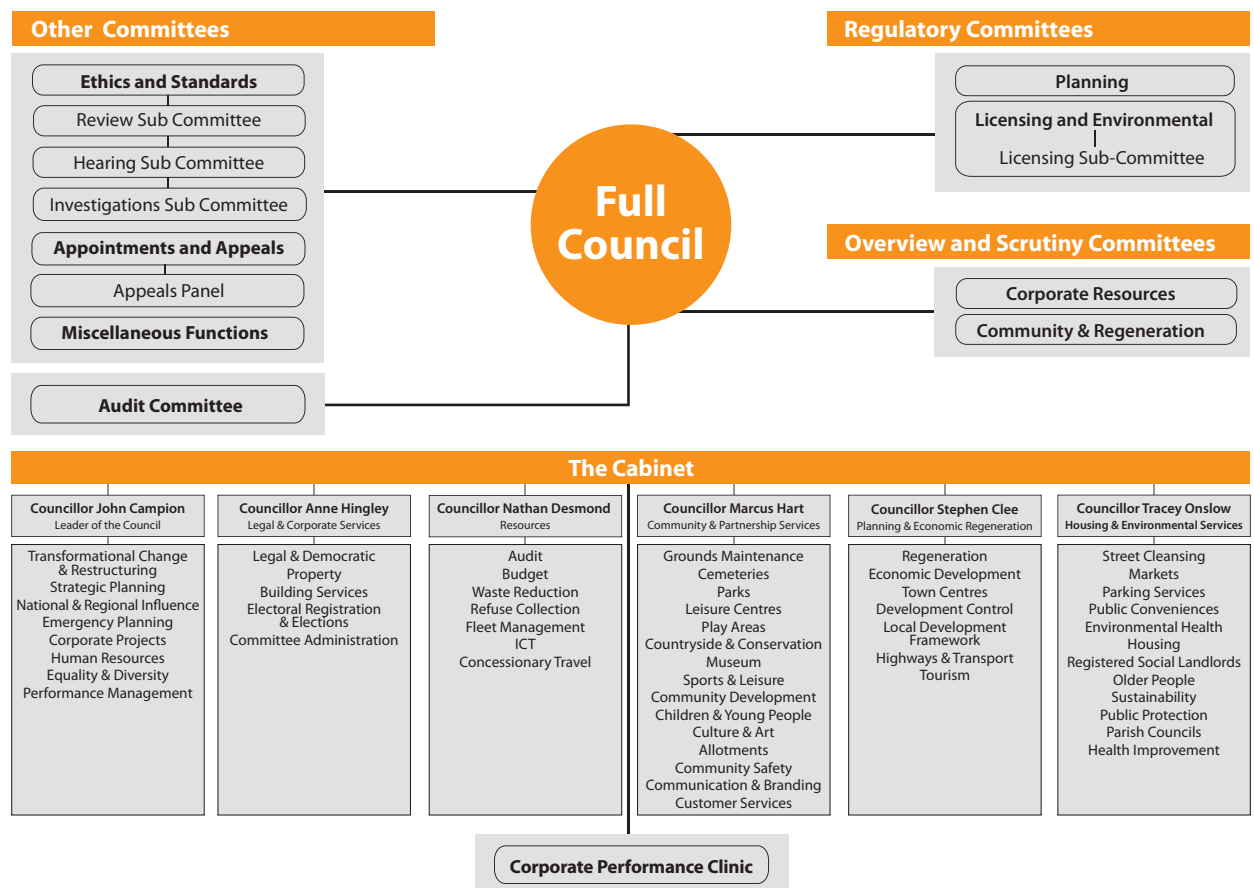 Other Committees
Ethics and Standards
Review Sub Committee
Hearing Sub Committee
Investigations Sub Committee
Appointments and Appeals
Appeals Panel
Miscellaneous Functions
Audit Committee
Full
Council
Regulatory Committees
Planning
Licensing and Environmental
Licensing Sub-Committee
Overview and Scrutiny Committees
Corporate Resources
Community & Regeneration
The Cabinet
Councillor John Campion
Leader of the Council
Transformational Change
& Restructuring
Strategic Planning
National & Regional Influence
Emergency Planning
Corporate Projects
Human Resources
Equality & Diversity
Performance Management
Councillor Anne Hingley
Legal & Corporate Services
Legal & Democratic
Property
Building Services
Electoral Registration
& Elections
Committee Administration
Councillor Nathan Desmond
Resources
Audit
Budget
Waste Reduction
Refuse Collection
Fleet Management
ICT
Concessionary Travel
Councillor Marcus Hart
Community & Partnership Services
Grounds Maintenance
Cemeteries
Parks
Leisure Centres
Play Areas
Countryside & Conservation
Museum
Sports & Leisure
Community Development
Children & Young People
Culture & Art
Allotments
Community Safety
Communication & Branding
Customer Services
Councillor Stephen Clee
Planning & Economic Regeneration
Regeneration
Economic Development
Town Centres
Development Control
Local Development
Framework
Highways & Transport
Tourism
Councillor Tracey Onslow
Housing & Environmental Services
Street Cleansing
Markets
Parking Services
Public Conveniences
Environmental Health
Housing
Registered Social Landlords
Older People
Sustainability
Public Protection
Parish Councils
Health Improvement
Corporate Performance Clinic